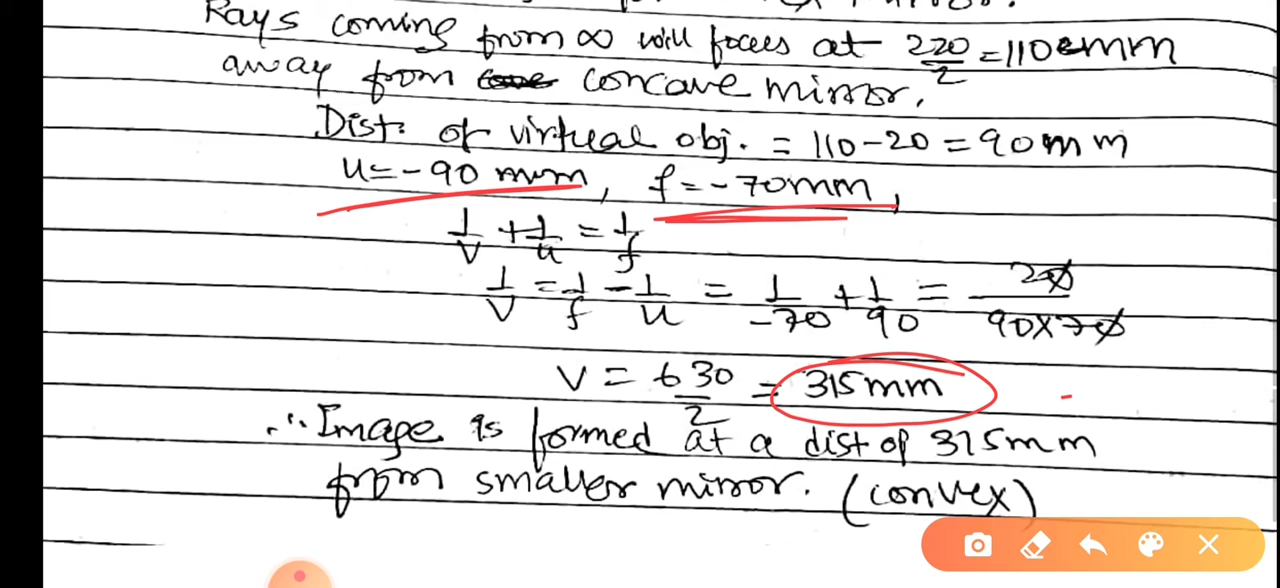 Rays coming from ∞ will focus at 220/2 = 110 mm
away from concave mirror.
Dist. of virtual obj. = 110 - 20 = 90 mm
u = -90 mm, f = -70 mm,
1/v + 1/u = 1/f
1/v = 1/f - 1/u = 1/-70 + 1/90 = 20/90×70
v = 630/2 = 315 mm
∴ Image is formed at a dist of 315 mm
from smaller mirror. (convex)